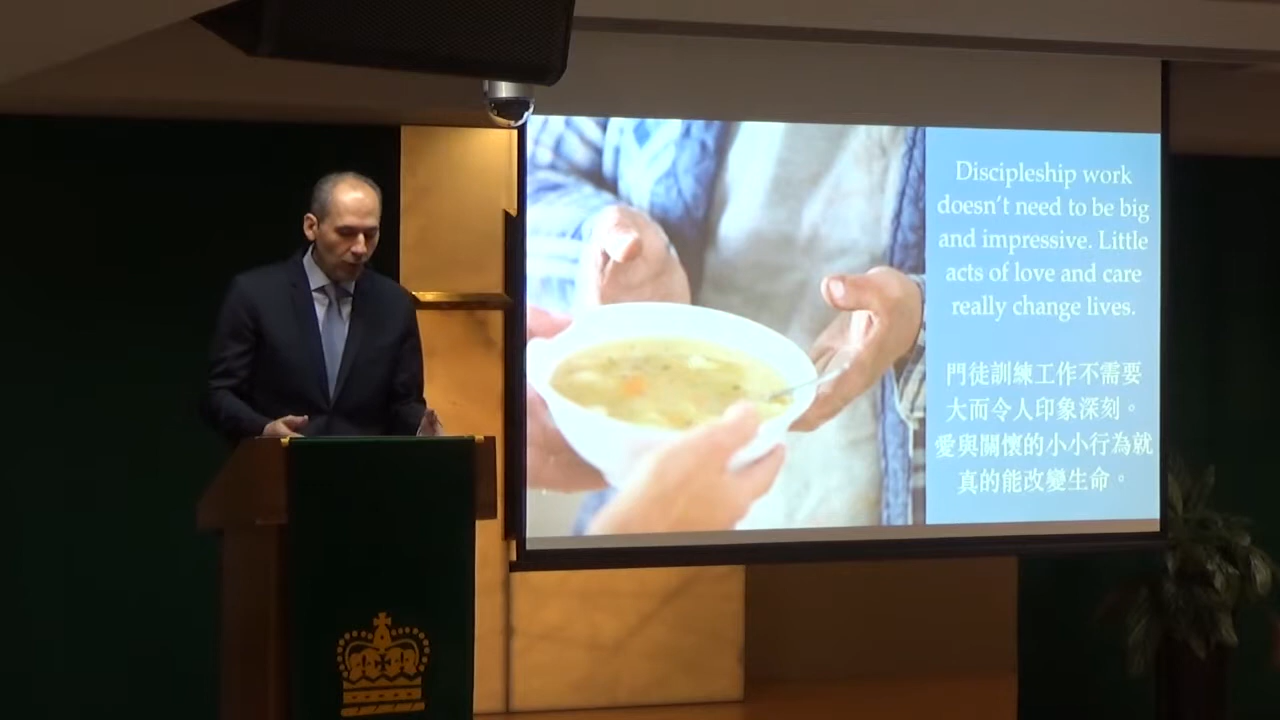 Discipleship work
doesn't need to be big
and impressive. Little
acts of love and care
really change lives.
門徒訓練工作不需要
大而令人印象深刻。
愛與關懷的小小行為就
真的能改變生命。